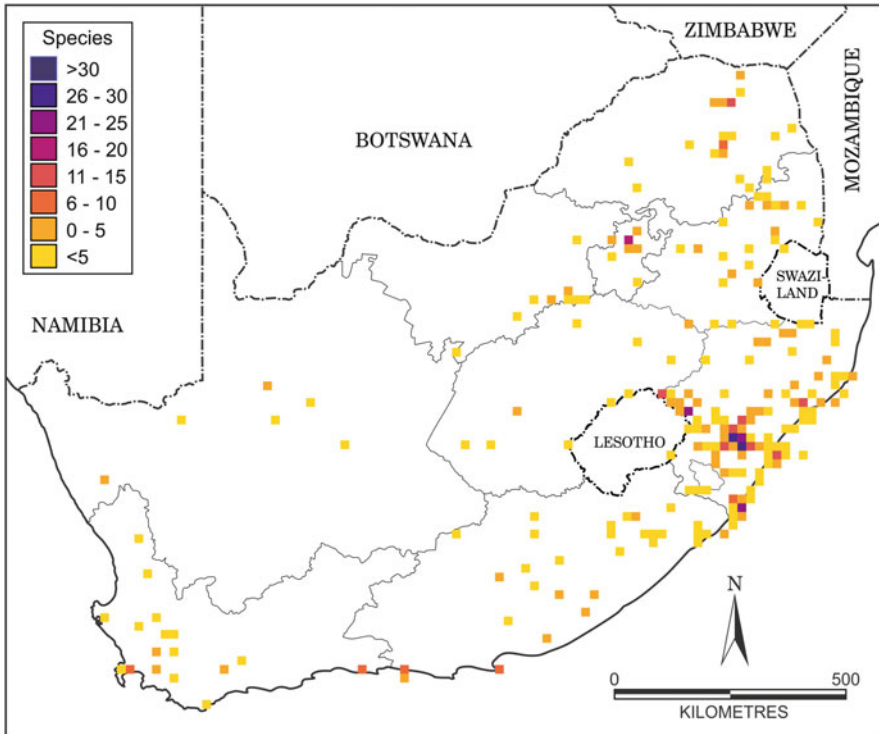 Species
>30
26 - 30
21 - 25
16 - 20
11 - 15
6 - 10
0 - 5
<5
ZIMBABWE
MOZAMBIQUE
BOTSWANA
NAMIBIA
SWAZI-
LAND
LESOTHO
N
0 500
KILOMETRES